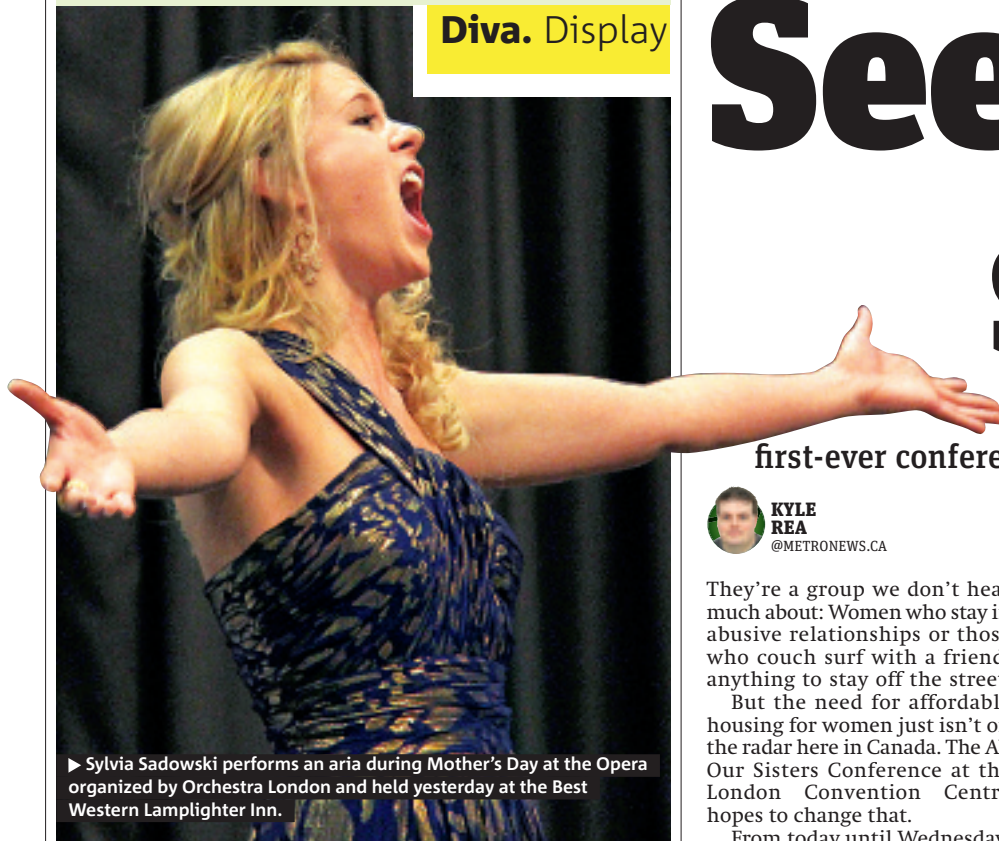 Diva. Display
▶ Sylvia Sadowski performs an aria during Mother’s Day at the Opera
organized by Orchestra London and held yesterday at the Best
Western Lamplighter Inn.
See
first-ever confere
KYLE
REA
@METRONEWS.CA
They’re a group we don’t hea
much about: Women who stay i
abusive relationships or thos
who couch surf with a friend
anything to stay off the street
But the need for affordabl
housing for women just isn’t o
the radar here in Canada. The A
Our Sisters Conference at th
London Convention Centr
hopes to change that.
From today until Wednesday